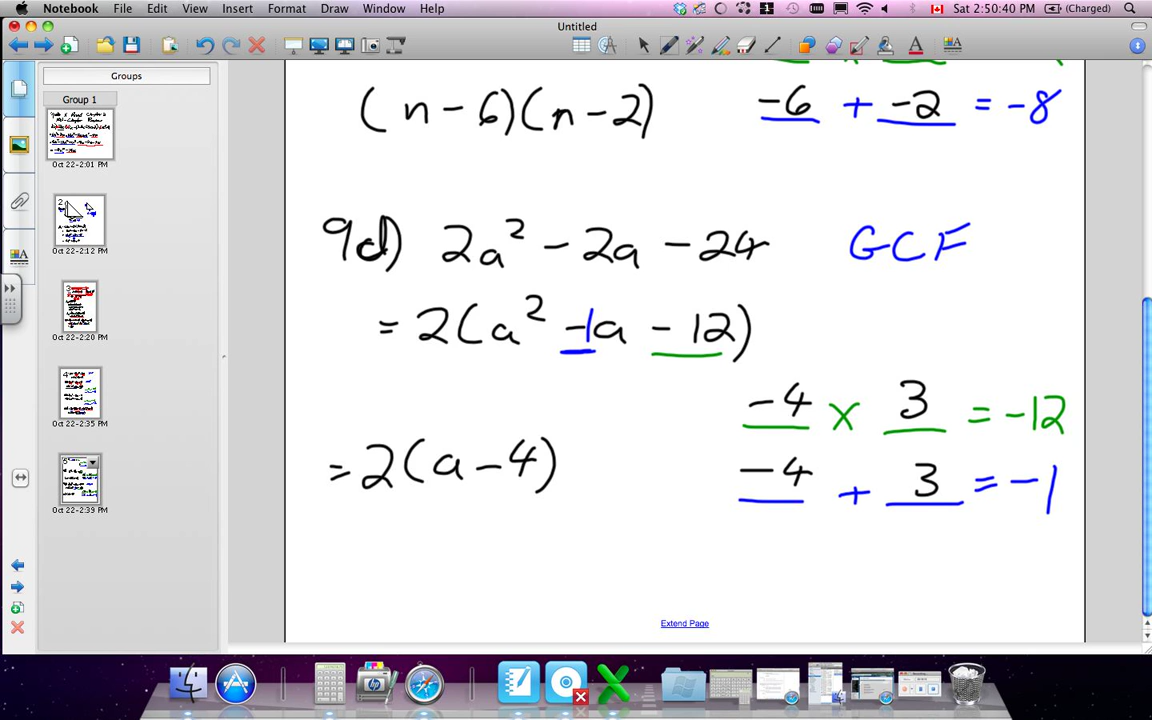 Notebook File Edit View Insert Format Draw Window Help Sat 2:50:40 PM (Charged)
Untitled
Groups
Group 1
Oct 22-2:01 PM
Oct 22-2:12 PM
Oct 22-2:20 PM
Oct 22-2:35 PM
Oct 22-2:39 PM
(n-6)(n-2) -6 + -2 = -8
9d) 2a² - 2a - 24 GCF
= 2(a² -1a - 12)
-4 x 3 = -12
= 2(a-4)
-4 + 3 = -1
Extend Page